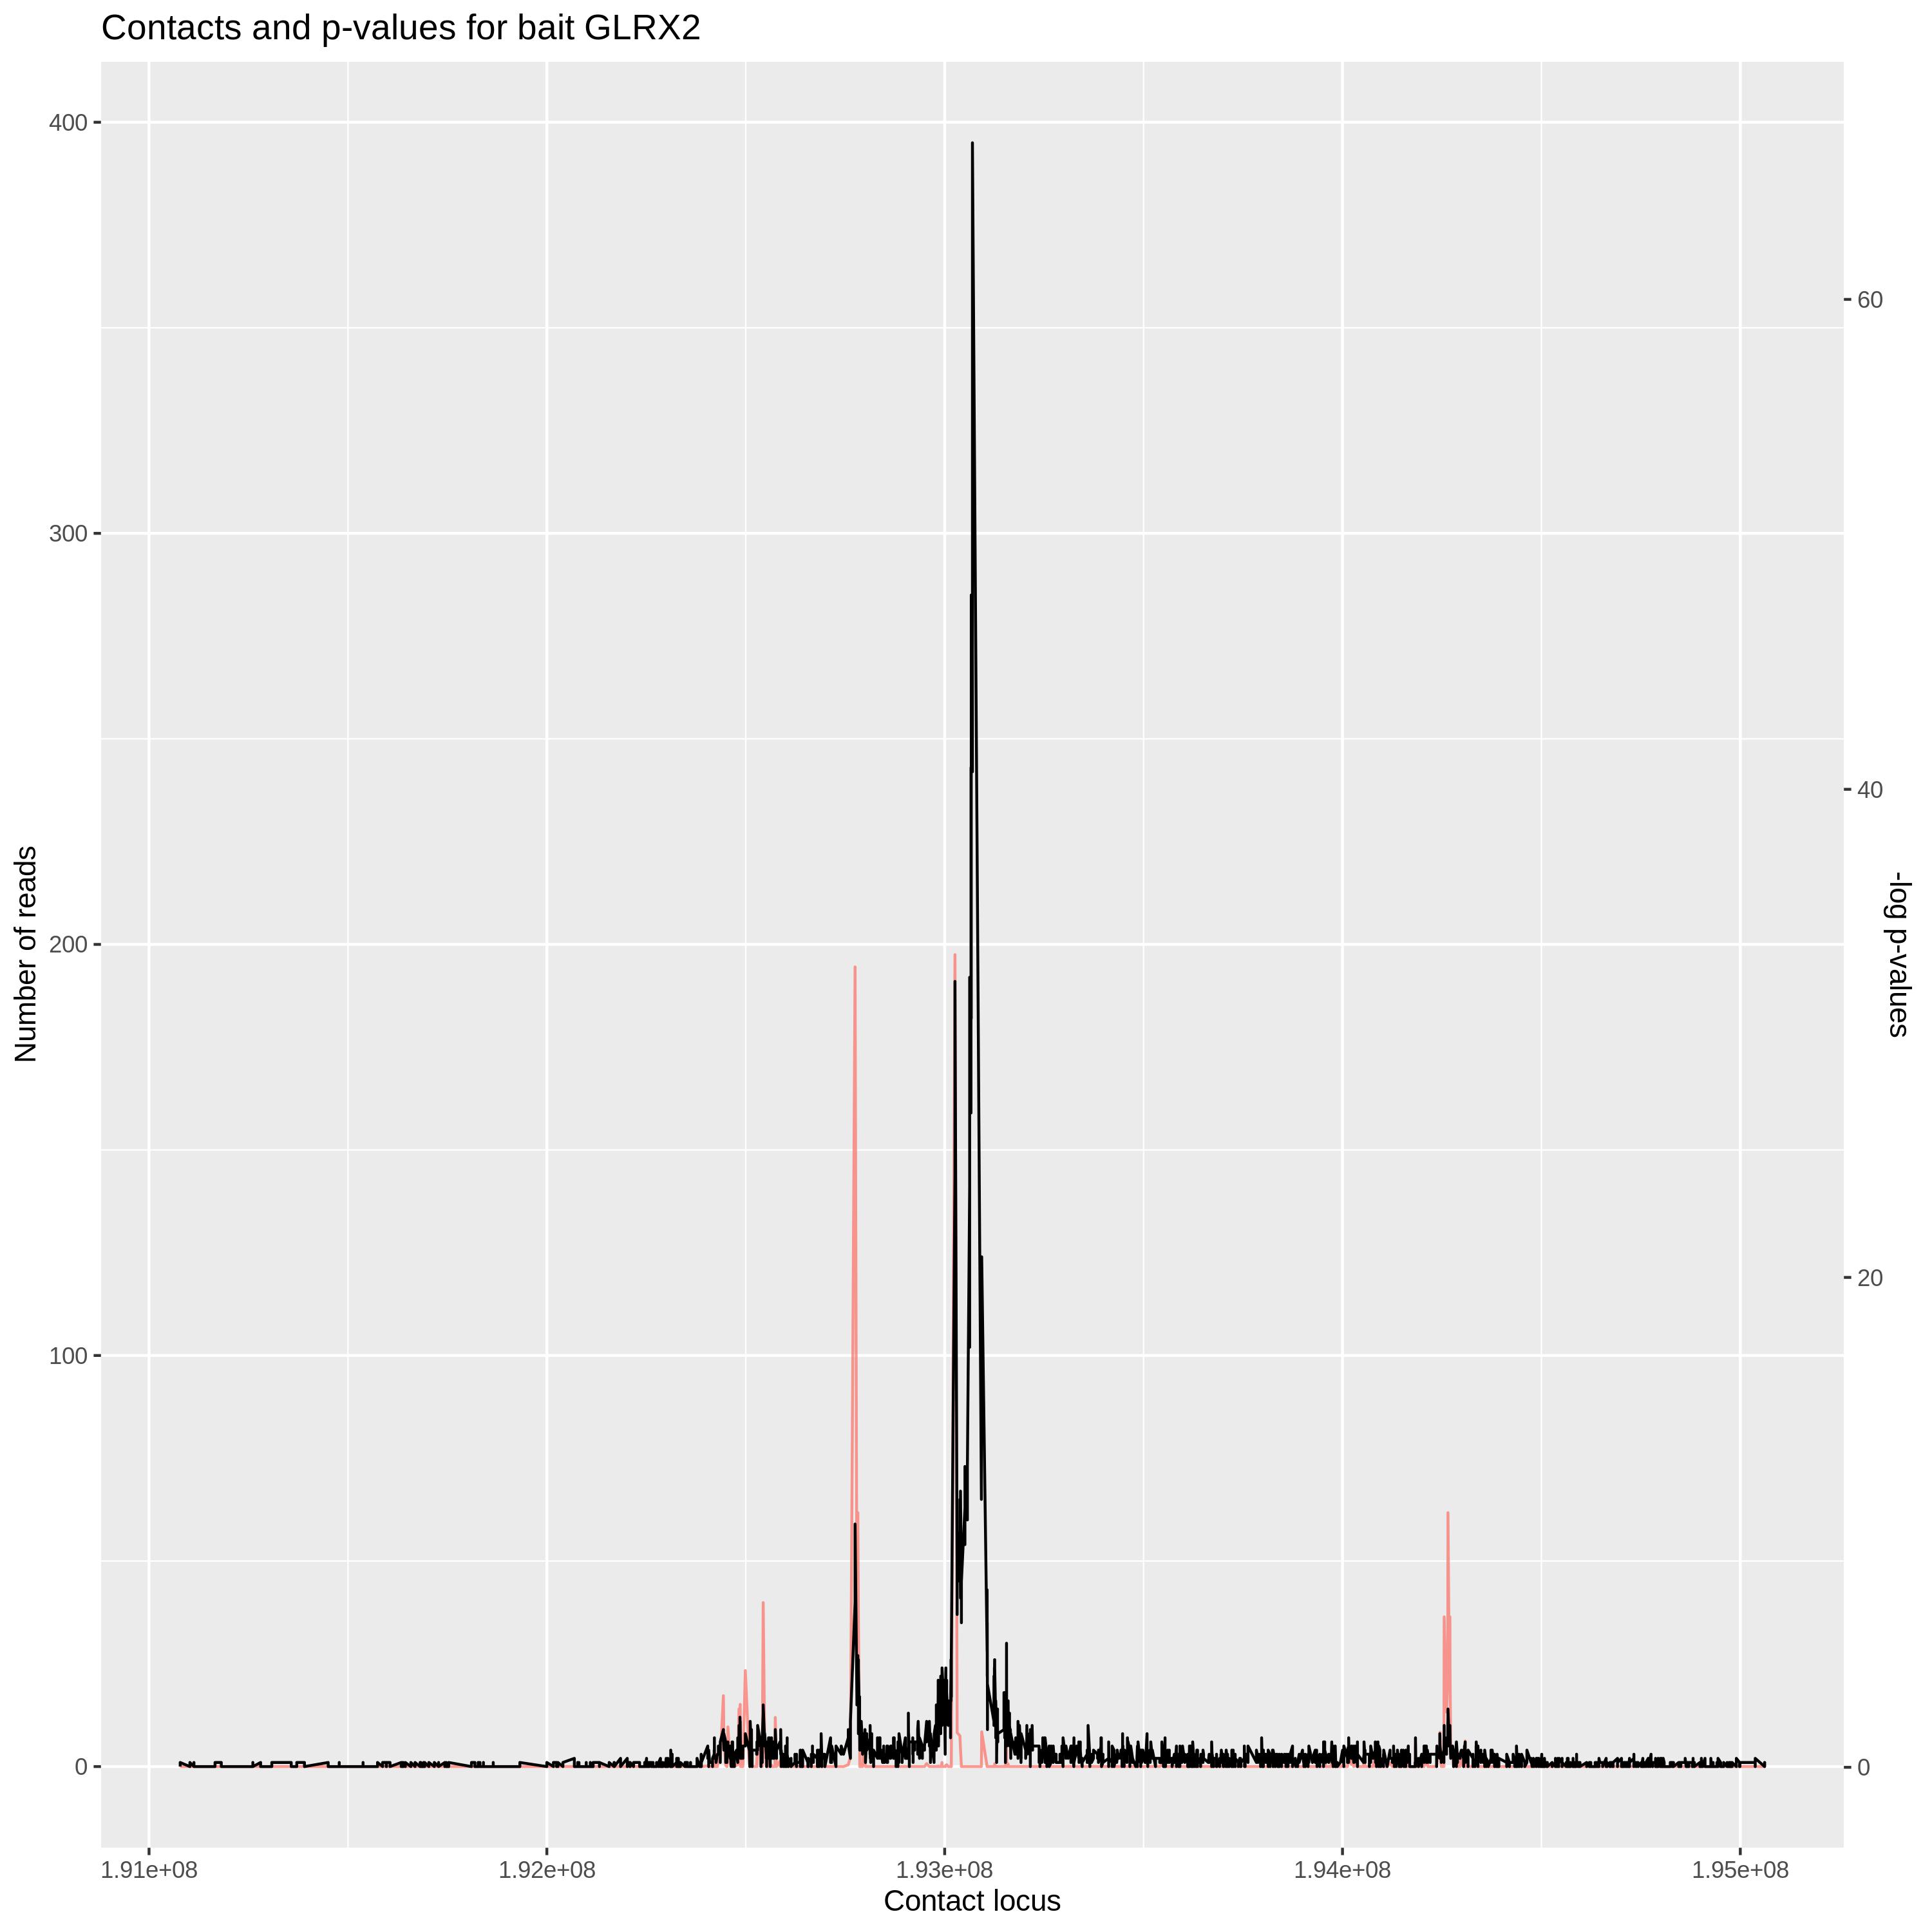 Contacts and p-values for bait GLRX2
400
300
200
100
0
Number of reads
60
40
20
0
-log p-values
1.91e+08 1.92e+08 1.93e+08 1.94e+08 1.95e+08
Contact locus